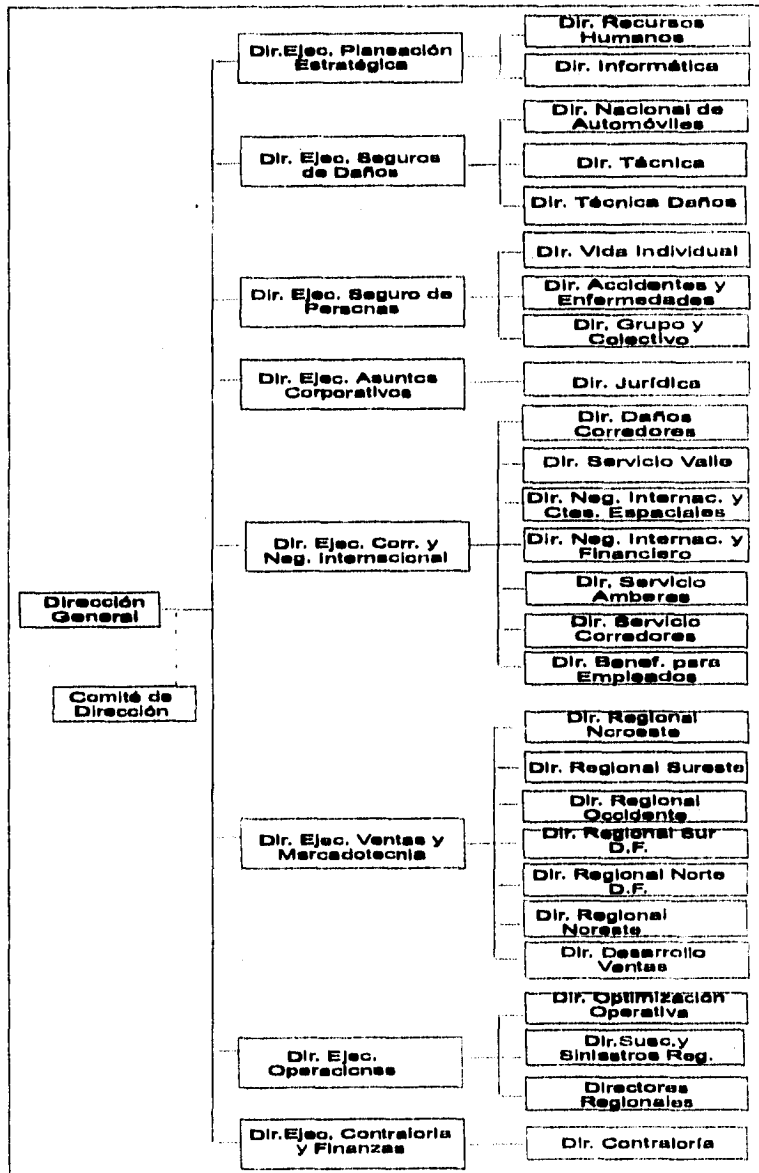 Dir.Ejec. Planeación
Estratégica
Dir. Recursos
Humanos
Dir. Informática
Dir. Ejec. Seguros
de Daños
Dir. Nacional de
Automóviles
Dir. Técnica
Dir. Técnica Daños
Dir. Ejec. Seguro de
Personas
Dir. Vida Individual
Dir. Accidentes y
Enfermedades
Dir. Grupo y
Colectivo
Dir. Ejec. Asuntos
Corporativos
Dir. Jurídica
Dir. Ejec. Corr. y
Neg. Internacional
Dir. Daños
Corredores
Dir. Servicio Valle
Dir. Neg. Internac. y
Ctes. Espaciales
Dir. Neg. Internac. y
Financiero
Dir. Servicio
Amberes
Dir. Servicio
Corredores
Dir. Benef. para
Empleados
Dirección
General
Comité de
Dirección
Dir. Ejec. Ventas y
Mercadotecnia
Dir. Regional
Noroeste
Dir. Regional Sureste
Dir. Regional
Occidente
Dir. Regional Sur
D.F.
Dir. Regional Norte
D.F.
Dir. Regional
Noreste
Dir. Desarrollo
Ventas
Dir. Ejec.
Operaciones
Dir. Optimización
Operativa
Dir.Susc.y
Siniestros Reg.
Directores
Regionales
Dir.Ejec. Contraloría
y Finanzas
Dir. Contraloría